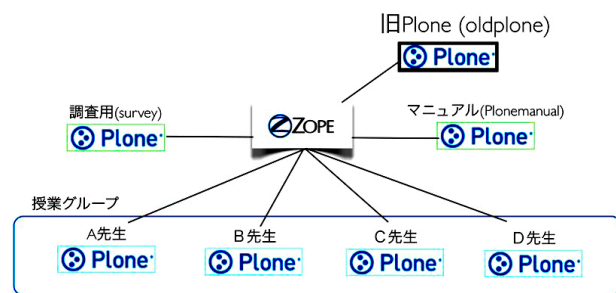 旧Plone (oldplone)
Plone
調査用(survey)
Plone
ZOPE
マニュアル(Plonemanual)
Plone
授業グループ
A先生
Plone
B先生
Plone
C先生
Plone
D先生
Plone